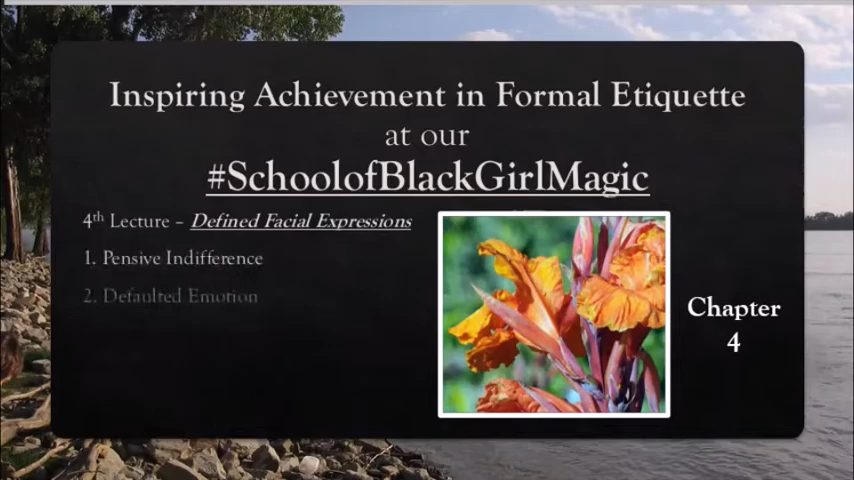 Inspiring Achievement in Formal Etiquette
at our
#SchoolofBlackGirlMagic
4th Lecture – Defined Facial Expressions
1. Pensive Indifference
2. Defaulted Emotion
Chapter
4